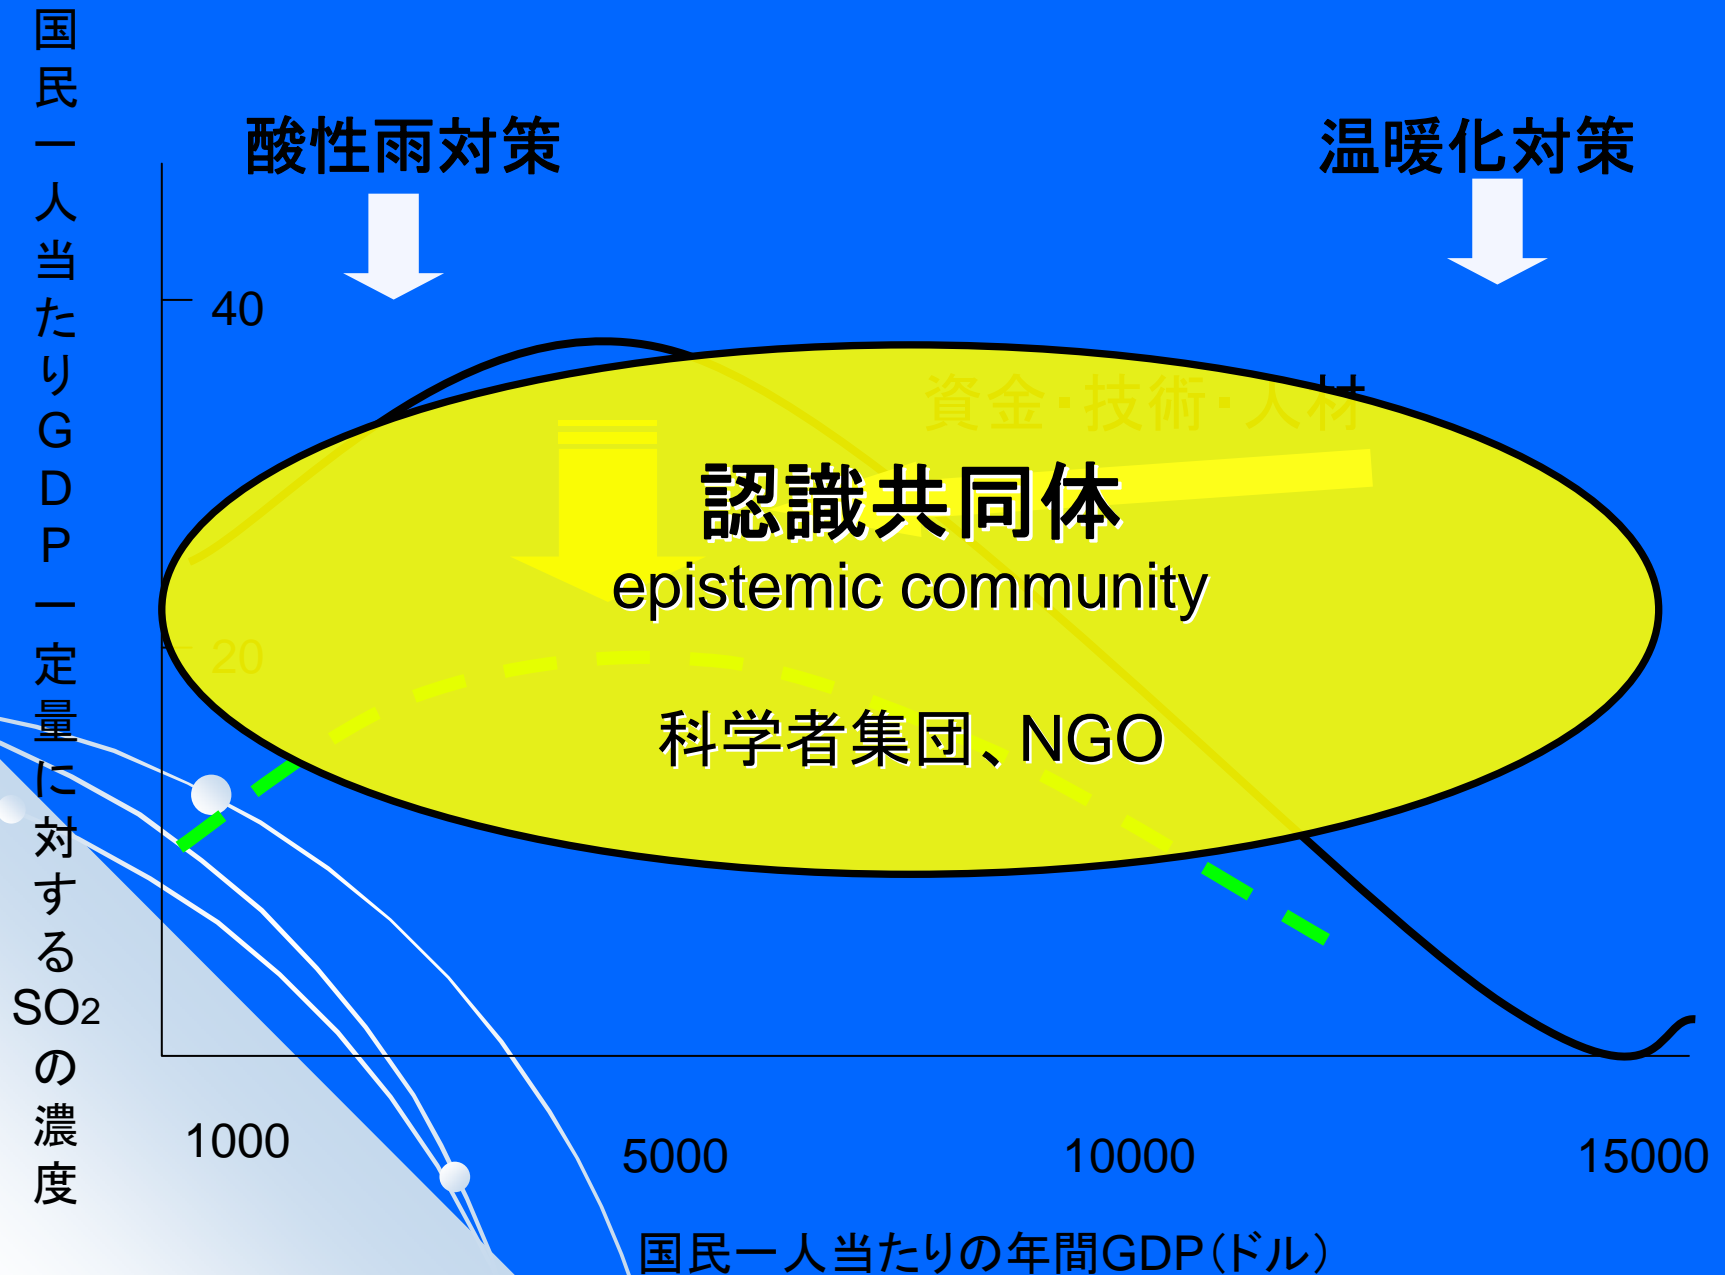 国民一人当たりGDP一定量に対するSO2の濃度
酸性雨対策
温暖化対策
40
資金・技術・人材
認識共同体
epistemic community
20
科学者集団、NGO
1000
5000
10000
15000
国民一人当たりの年間GDP(ドル)